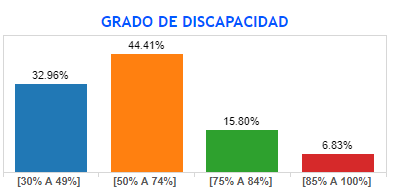 GRADO DE DISCAPACIDAD
44.41%
32.96%
15.80%
6.83%
[30% A 49%] [50% A 74%] [75% A 84%] [85% A 100%]